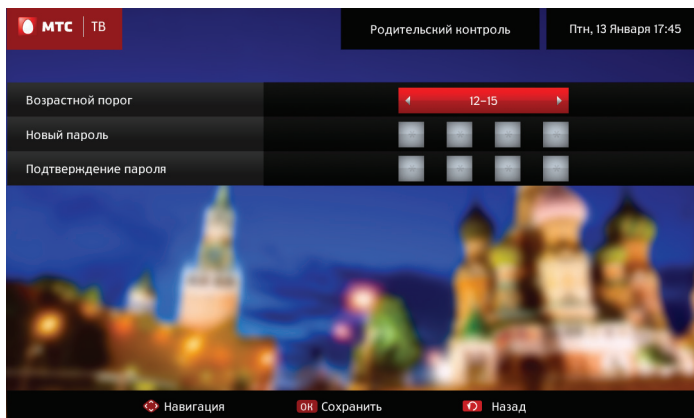 МТС ТВ
Родительский контроль
Птн, 13 Января 17:45
Возрастной порог
12–15
Новый пароль
Подтверждение пароля
Навигация
OK Сохранить
Назад